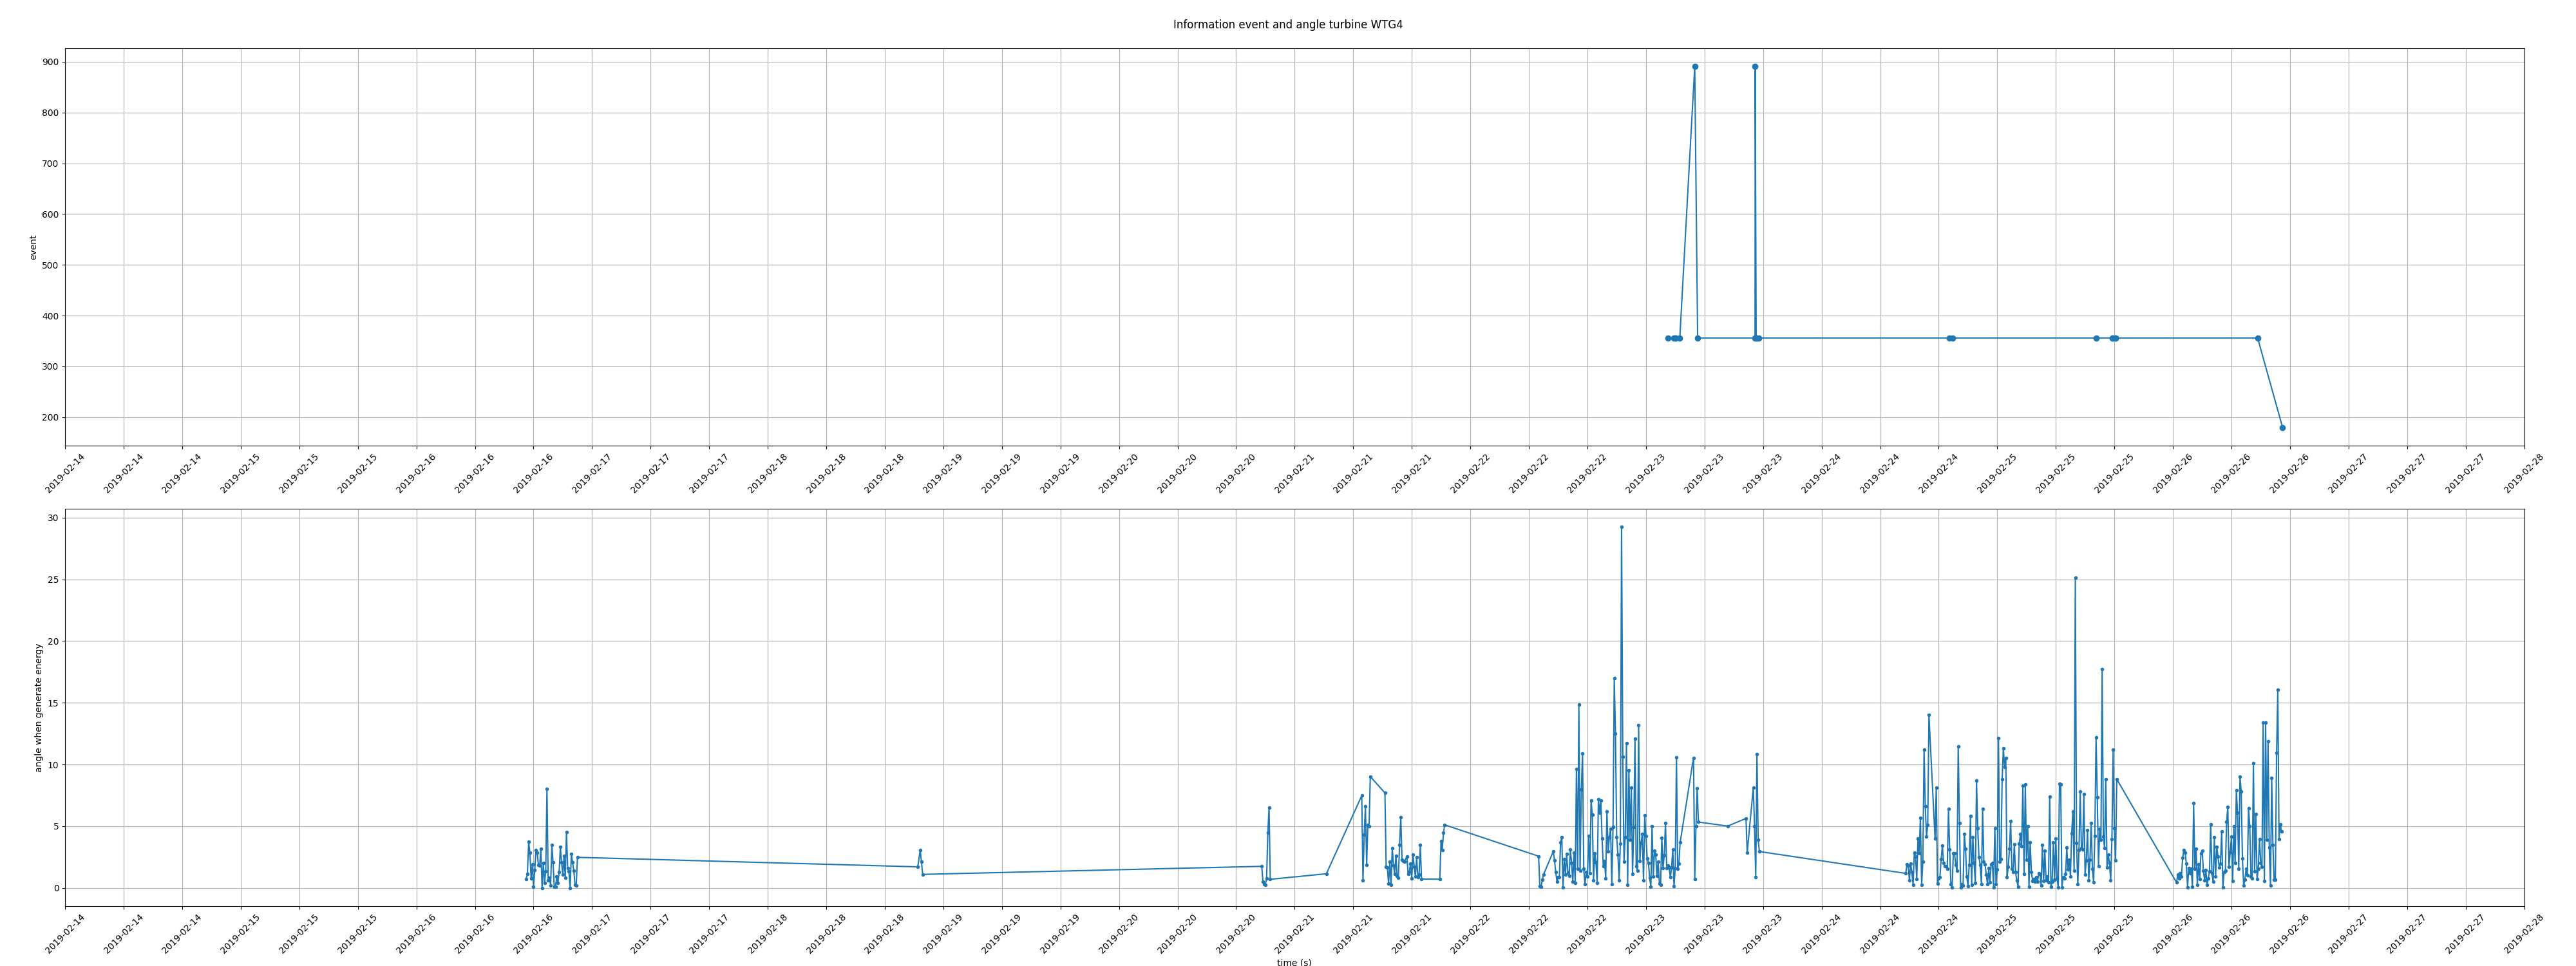 Information event and angle turbine WTG4
900
800
700
600
500
400
300
200
event
2019-02-14 2019-02-14 2019-02-14 2019-02-15 2019-02-15 2019-02-15 2019-02-16 2019-02-16 2019-02-16 2019-02-17 2019-02-17 2019-02-17 2019-02-18 2019-02-18 2019-02-18 2019-02-19 2019-02-19 2019-02-19 2019-02-20 2019-02-20 2019-02-20 2019-02-21 2019-02-21 2019-02-21 2019-02-22 2019-02-22 2019-02-22 2019-02-23 2019-02-23 2019-02-23 2019-02-24 2019-02-24 2019-02-24 2019-02-25 2019-02-25 2019-02-25 2019-02-26 2019-02-26 2019-02-26 2019-02-27 2019-02-27 2019-02-27 2019-02-28
30
25
20
15
10
5
0
angle when generate energy
2019-02-14 2019-02-14 2019-02-14 2019-02-15 2019-02-15 2019-02-15 2019-02-16 2019-02-16 2019-02-16 2019-02-17 2019-02-17 2019-02-17 2019-02-18 2019-02-18 2019-02-18 2019-02-19 2019-02-19 2019-02-19 2019-02-20 2019-02-20 2019-02-20 2019-02-21 2019-02-21 2019-02-21 2019-02-22 2019-02-22 2019-02-22 2019-02-23 2019-02-23 2019-02-23 2019-02-24 2019-02-24 2019-02-24 2019-02-25 2019-02-25 2019-02-25 2019-02-26 2019-02-26 2019-02-26 2019-02-27 2019-02-27 2019-02-27 2019-02-28
time (s)